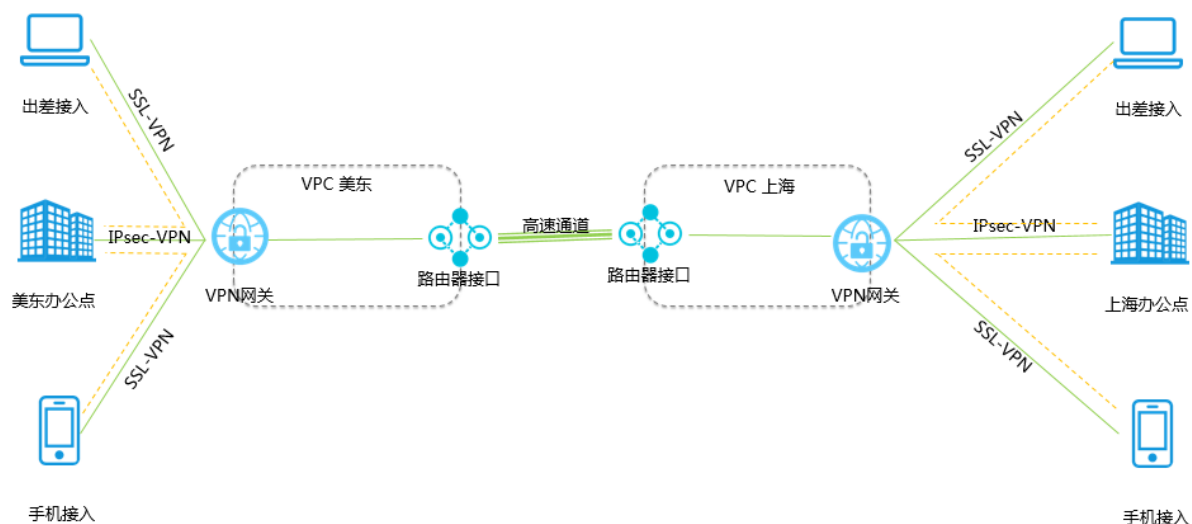 出差接入
SSL-VPN
IPsec-VPN
美东办公点
SSL-VPN
手机接入
VPC 美东
VPN网关
路由器接口
高速通道
VPC 上海
路由器接口
VPN网关
出差接入
SSL-VPN
IPsec-VPN
上海办公点
SSL-VPN
手机接入